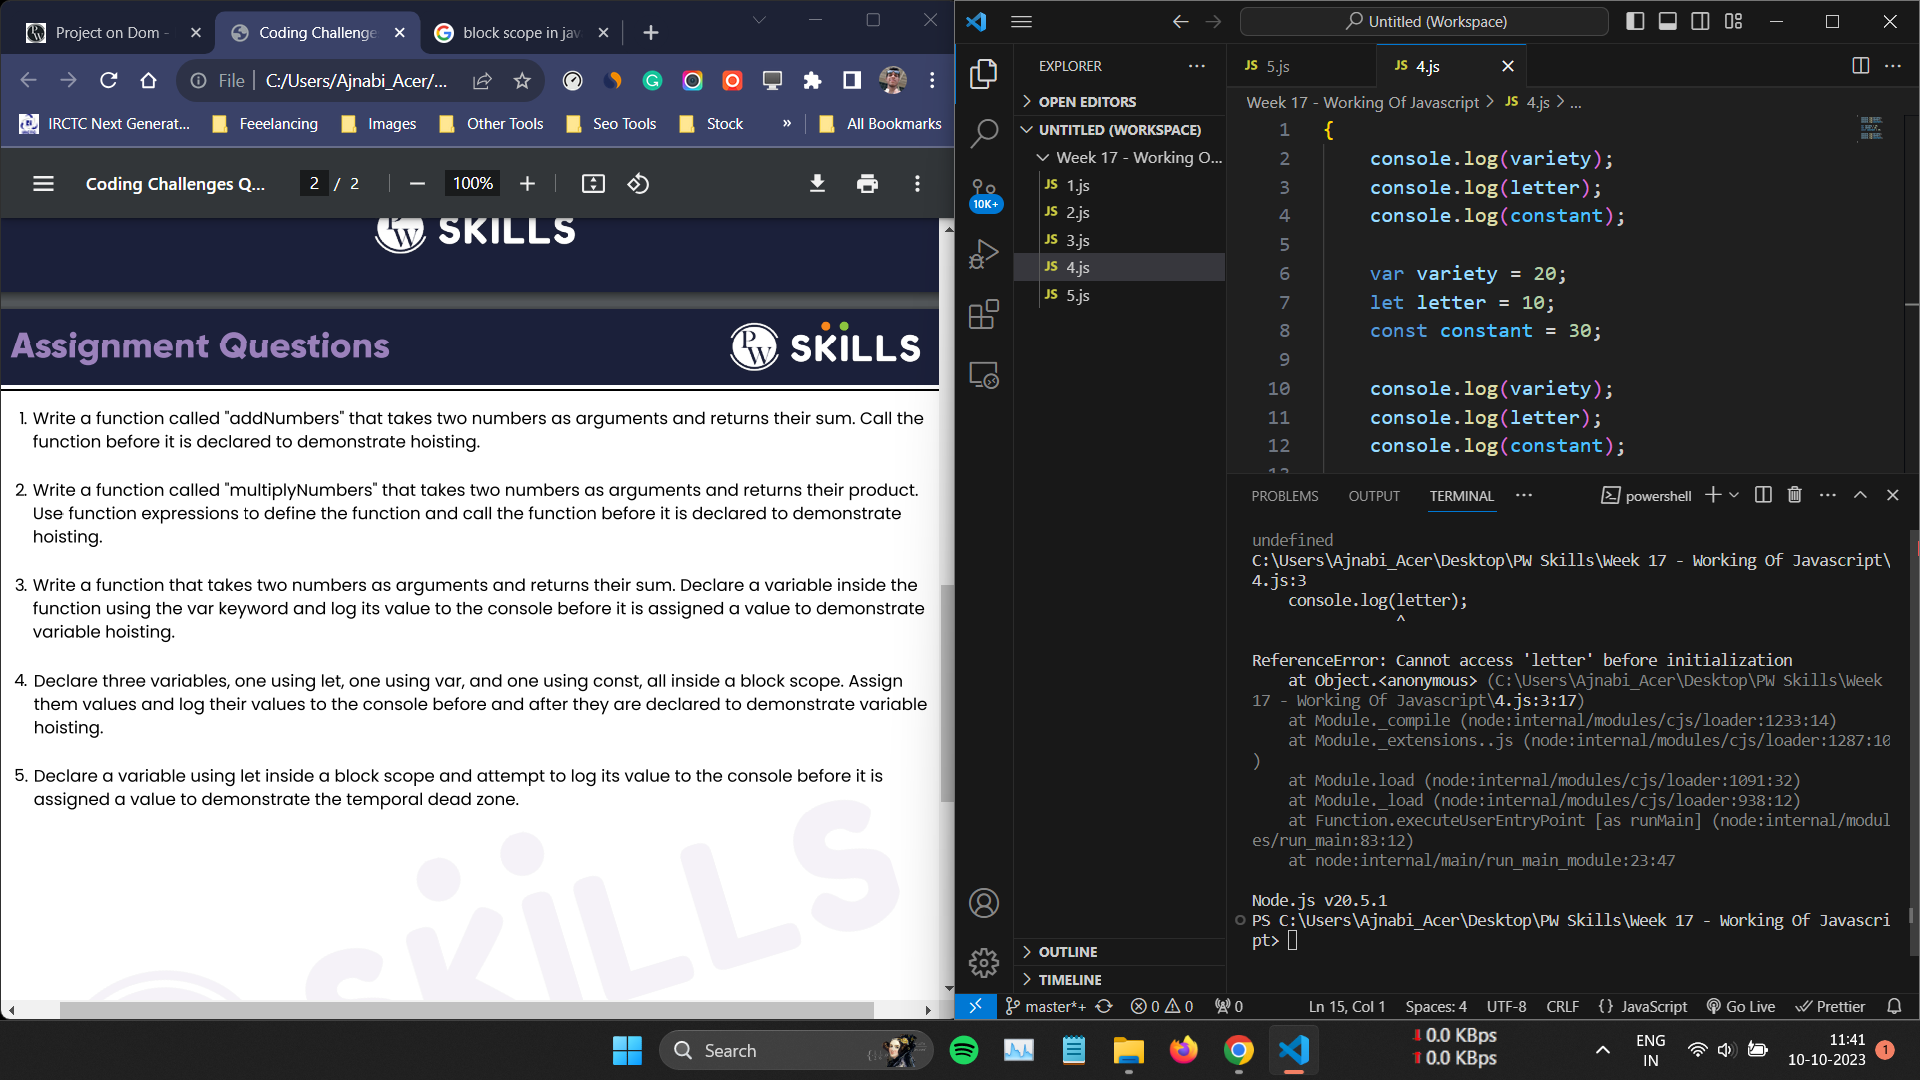 Project on Dom -
Coding Challenge
block scope in jav
File
C:/Users/Ajnabi_Acer/...
IRCTC Next Generat...
Feeelancing
Images
Other Tools
Seo Tools
Stock
»
All Bookmarks
Coding Challenges Q...
2 / 2
100%
PW SKILLS
Assignment Questions
PW SKILLS
1. Write a function called "addNumbers" that takes two numbers as arguments and returns their sum. Call the
function before it is declared to demonstrate hoisting.
2. Write a function called "multiplyNumbers" that takes two numbers as arguments and returns their product.
Use function expressions to define the function and call the function before it is declared to demonstrate
hoisting.
3. Write a function that takes two numbers as arguments and returns their sum. Declare a variable inside the
function using the var keyword and log its value to the console before it is assigned a value to demonstrate
variable hoisting.
4. Declare three variables, one using let, one using var, and one using const, all inside a block scope. Assign
them values and log their values to the console before and after they are declared to demonstrate variable
hoisting.
5. Declare a variable using let inside a block scope and attempt to log its value to the console before it is
assigned a value to demonstrate the temporal dead zone.
SKILLS
Untitled (Workspace)
EXPLORER
OPEN EDITORS
UNTITLED (WORKSPACE)
Week 17 - Working O...
JS 1.js
JS 2.js
JS 3.js
JS 4.js
JS 5.js
10K+
OUTLINE
TIMELINE
JS 5.js
JS 4.js
Week 17 - Working Of Javascript > JS 4.js > ...
1 {
2 console.log(variety);
3 console.log(letter);
4 console.log(constant);
5
6 var variety = 20;
7 let letter = 10;
8 const constant = 30;
9
10 console.log(variety);
11 console.log(letter);
12 console.log(constant);
PROBLEMS OUTPUT TERMINAL ... powershell
undefined
C:\Users\Ajnabi_Acer\Desktop\PW Skills\Week 17 - Working Of Javascript\
4.js:3
console.log(letter);
^
ReferenceError: Cannot access 'letter' before initialization
at Object.<anonymous> (C:\Users\Ajnabi_Acer\Desktop\PW Skills\Week
17 - Working Of Javascript\4.js:3:17)
at Module._compile (node:internal/modules/cjs/loader:1233:14)
at Module._extensions..js (node:internal/modules/cjs/loader:1287:10
)
at Module.load (node:internal/modules/cjs/loader:1091:32)
at Module._load (node:internal/modules/cjs/loader:938:12)
at Function.executeUserEntryPoint [as runMain] (node:internal/modul
es/run_main:83:12)
at node:internal/main/run_main_module:23:47
Node.js v20.5.1
PS C:\Users\Ajnabi_Acer\Desktop\PW Skills\Week 17 - Working Of Javascri
pt>
master*+
0 0
0
Ln 15, Col 1
Spaces: 4
UTF-8
CRLF
{ } JavaScript
Go Live
Prettier
Search
0.0 KBps
0.0 KBps
ENG
IN
11:41
10-10-2023
1